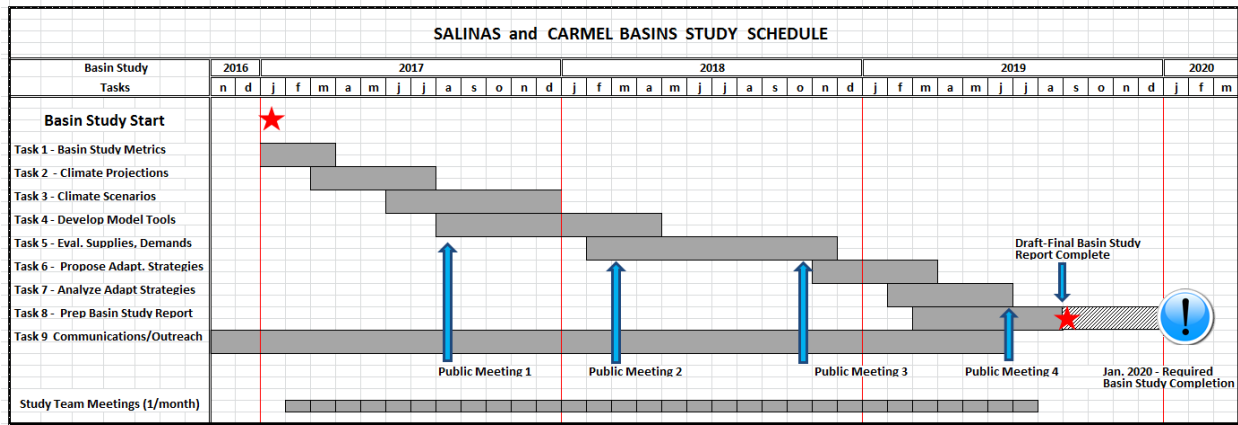 SALINAS and CARMEL BASINS STUDY SCHEDULE
Basin Study 2016 2017 2018 2019 2020
Tasks n d j f m a m j j a s o n d j f m a m j j a s o n d j f m a m j j a s o n d j f m
Basin Study Start
Task 1 - Basin Study Metrics
Task 2 - Climate Projections
Task 3 - Climate Scenarios
Task 4 - Develop Model Tools
Task 5 - Eval. Supplies, Demands
Draft-Final Basin Study
Report Complete
Task 6 - Propose Adapt. Strategies
Task 7 - Analyze Adapt Strategies
Task 8 - Prep Basin Study Report
!
Task 9 Communications/Outreach
Public Meeting 1 Public Meeting 2 Public Meeting 3 Public Meeting 4
Jan. 2020 - Required
Basin Study Completion
Study Team Meetings (1/month)